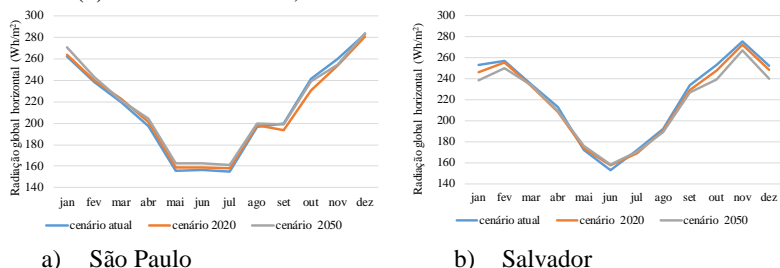 Radiação global horizontal (Wh/m²)
300
280
260
240
220
200
180
160
140
jan fev mar abr mai jun jul ago set out nov dez
cenário atual cenário 2020 cenário 2050
a) São Paulo
Radiação global horizontal (Wh/m²)
300
280
260
240
220
200
180
160
140
jan fev mar abr mai jun jul ago set out nov dez
cenário atual cenário 2020 cenário 2050
b) Salvador